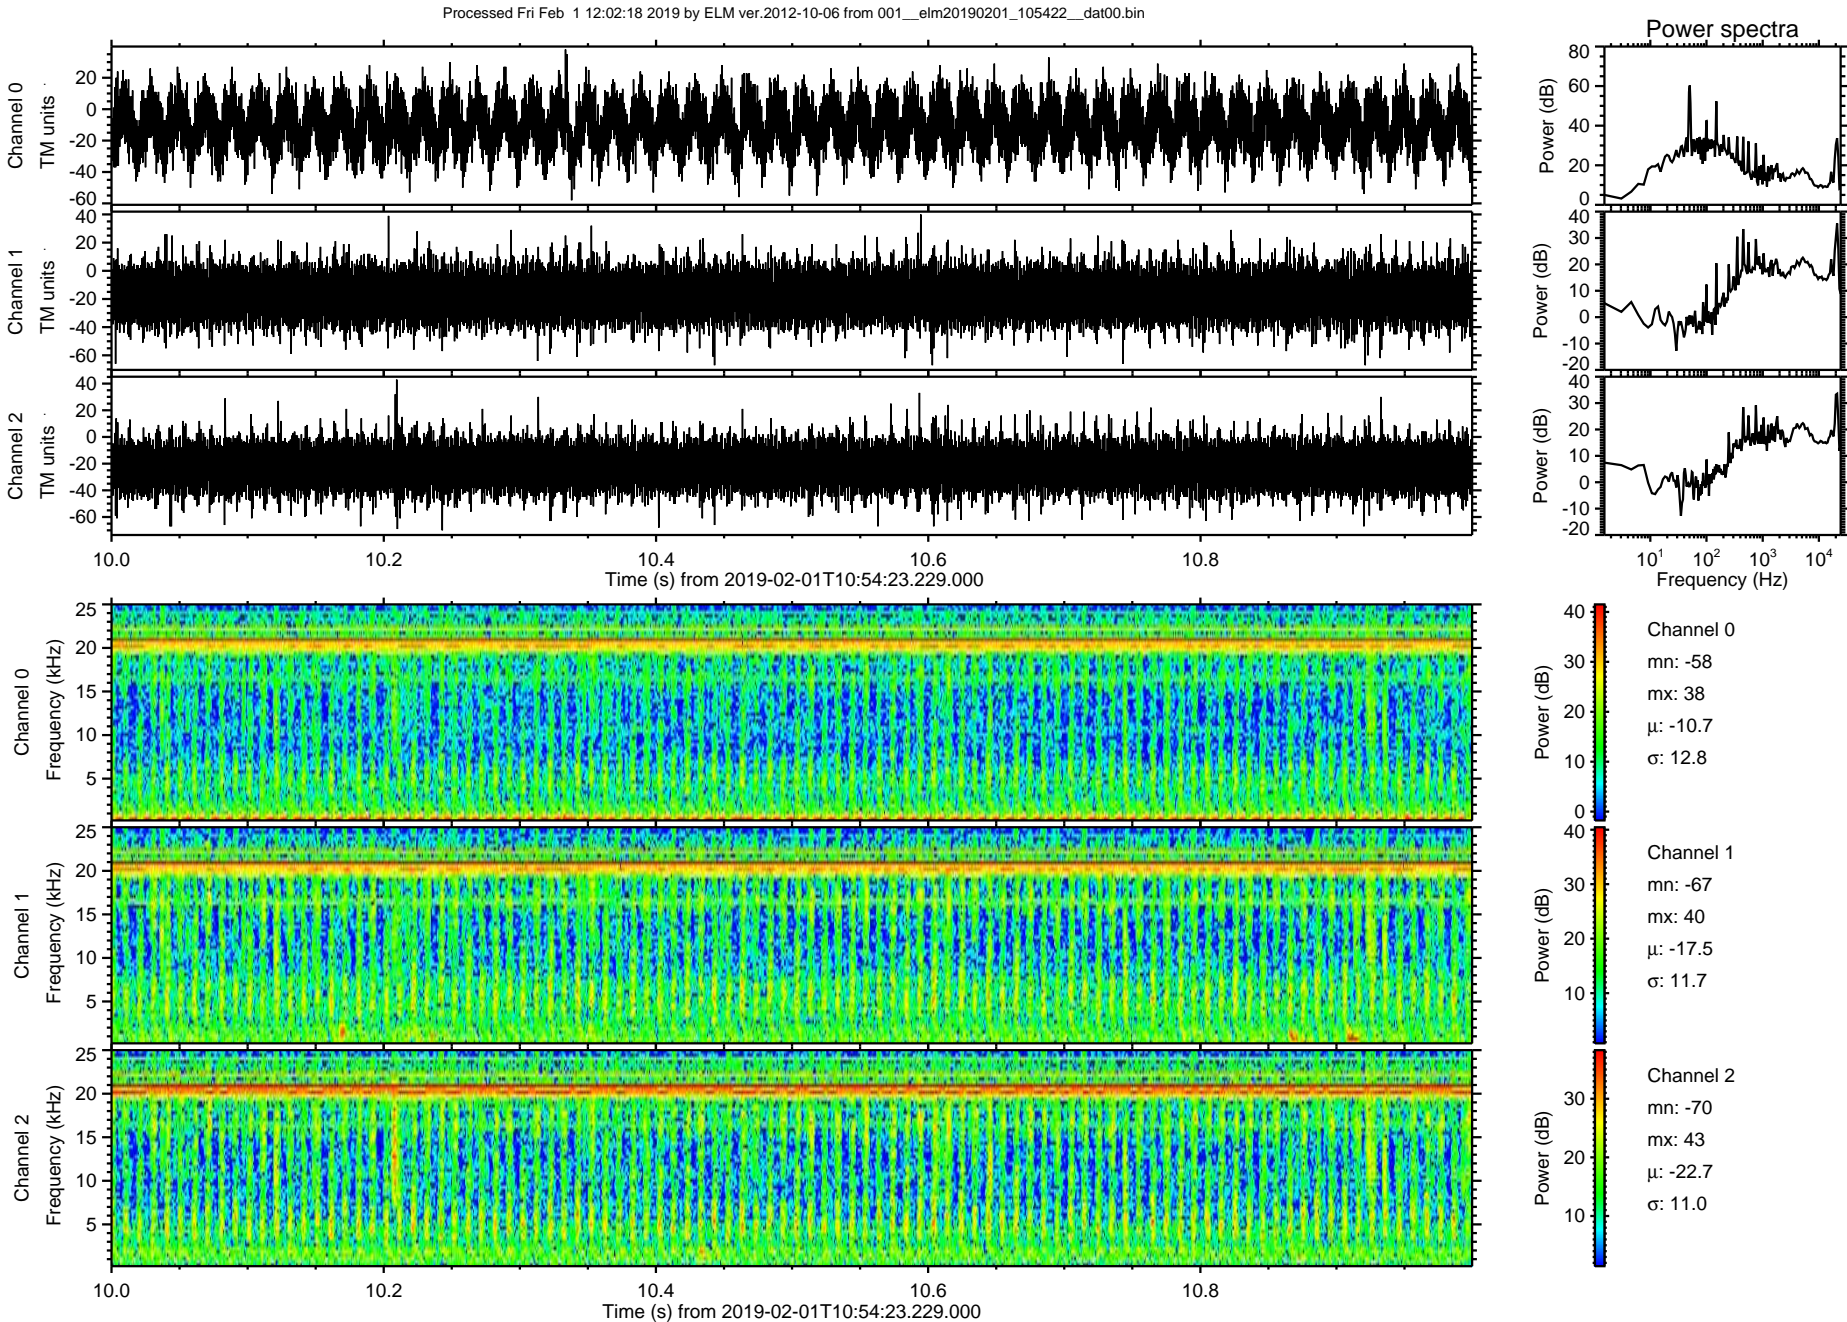 Processed Fri Feb 1 12:02:18 2019 by ELM ver.2012-10-06 from 001__elm20190201_105422__dat00.bin
Power spectra
Channel 0
TM units
20
0
-20
-40
-60
Power (dB)
80
60
40
20
0
Channel 1
TM units
40
20
0
-20
-40
-60
Power (dB)
40
30
20
10
0
-10
-20
Channel 2
TM units
40
20
0
-20
-40
-60
Power (dB)
40
30
20
10
0
-10
-20
10.0 10.2 10.4 10.6 10.8
Time (s) from 2019-02-01T10:54:23.229.000
10^1 10^2 10^3 10^4
Frequency (Hz)
Channel 0
Frequency (kHz)
25
20
15
10
5
Power (dB)
40
30
20
10
0
Channel 0
mn: -58
mx: 38
μ: -10.7
σ: 12.8
Channel 1
Frequency (kHz)
25
20
15
10
5
Power (dB)
40
30
20
10
Channel 1
mn: -67
mx: 40
μ: -17.5
σ: 11.7
Channel 2
Frequency (kHz)
25
20
15
10
5
Power (dB)
30
20
10
Channel 2
mn: -70
mx: 43
μ: -22.7
σ: 11.0
10.0 10.2 10.4 10.6 10.8
Time (s) from 2019-02-01T10:54:23.229.000